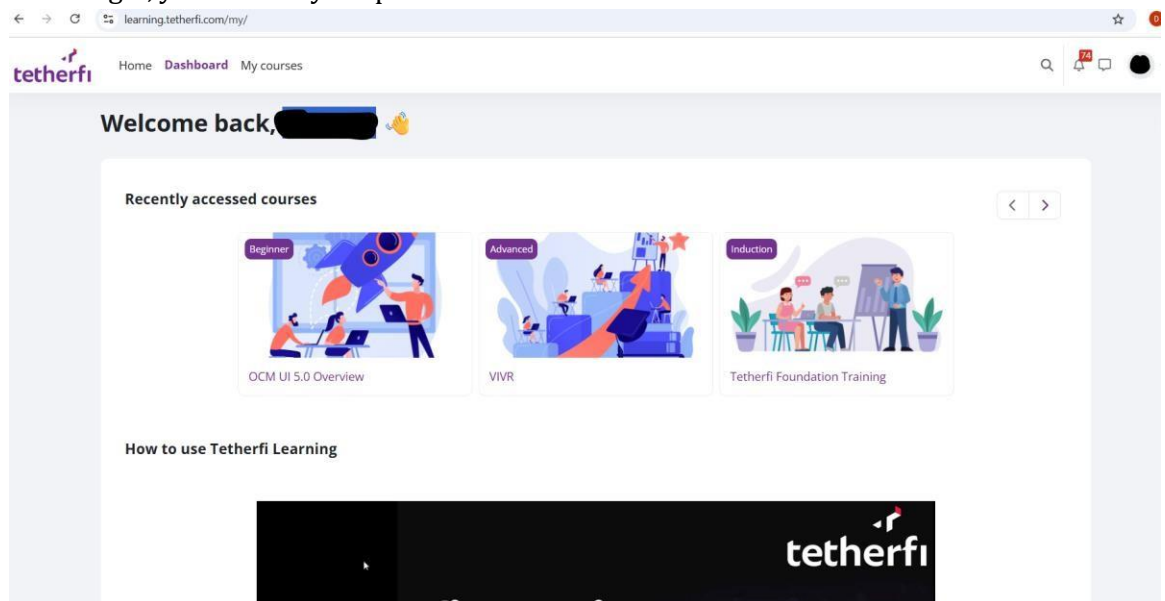 learning.tetherfi.com/my/
tetherfi
Home Dashboard My courses
74
Welcome back,
Recently accessed courses
Beginner
Advanced
Induction
OCM UI 5.0 Overview
VIVR
Tetherfi Foundation Training
How to use Tetherfi Learning
tetherfi